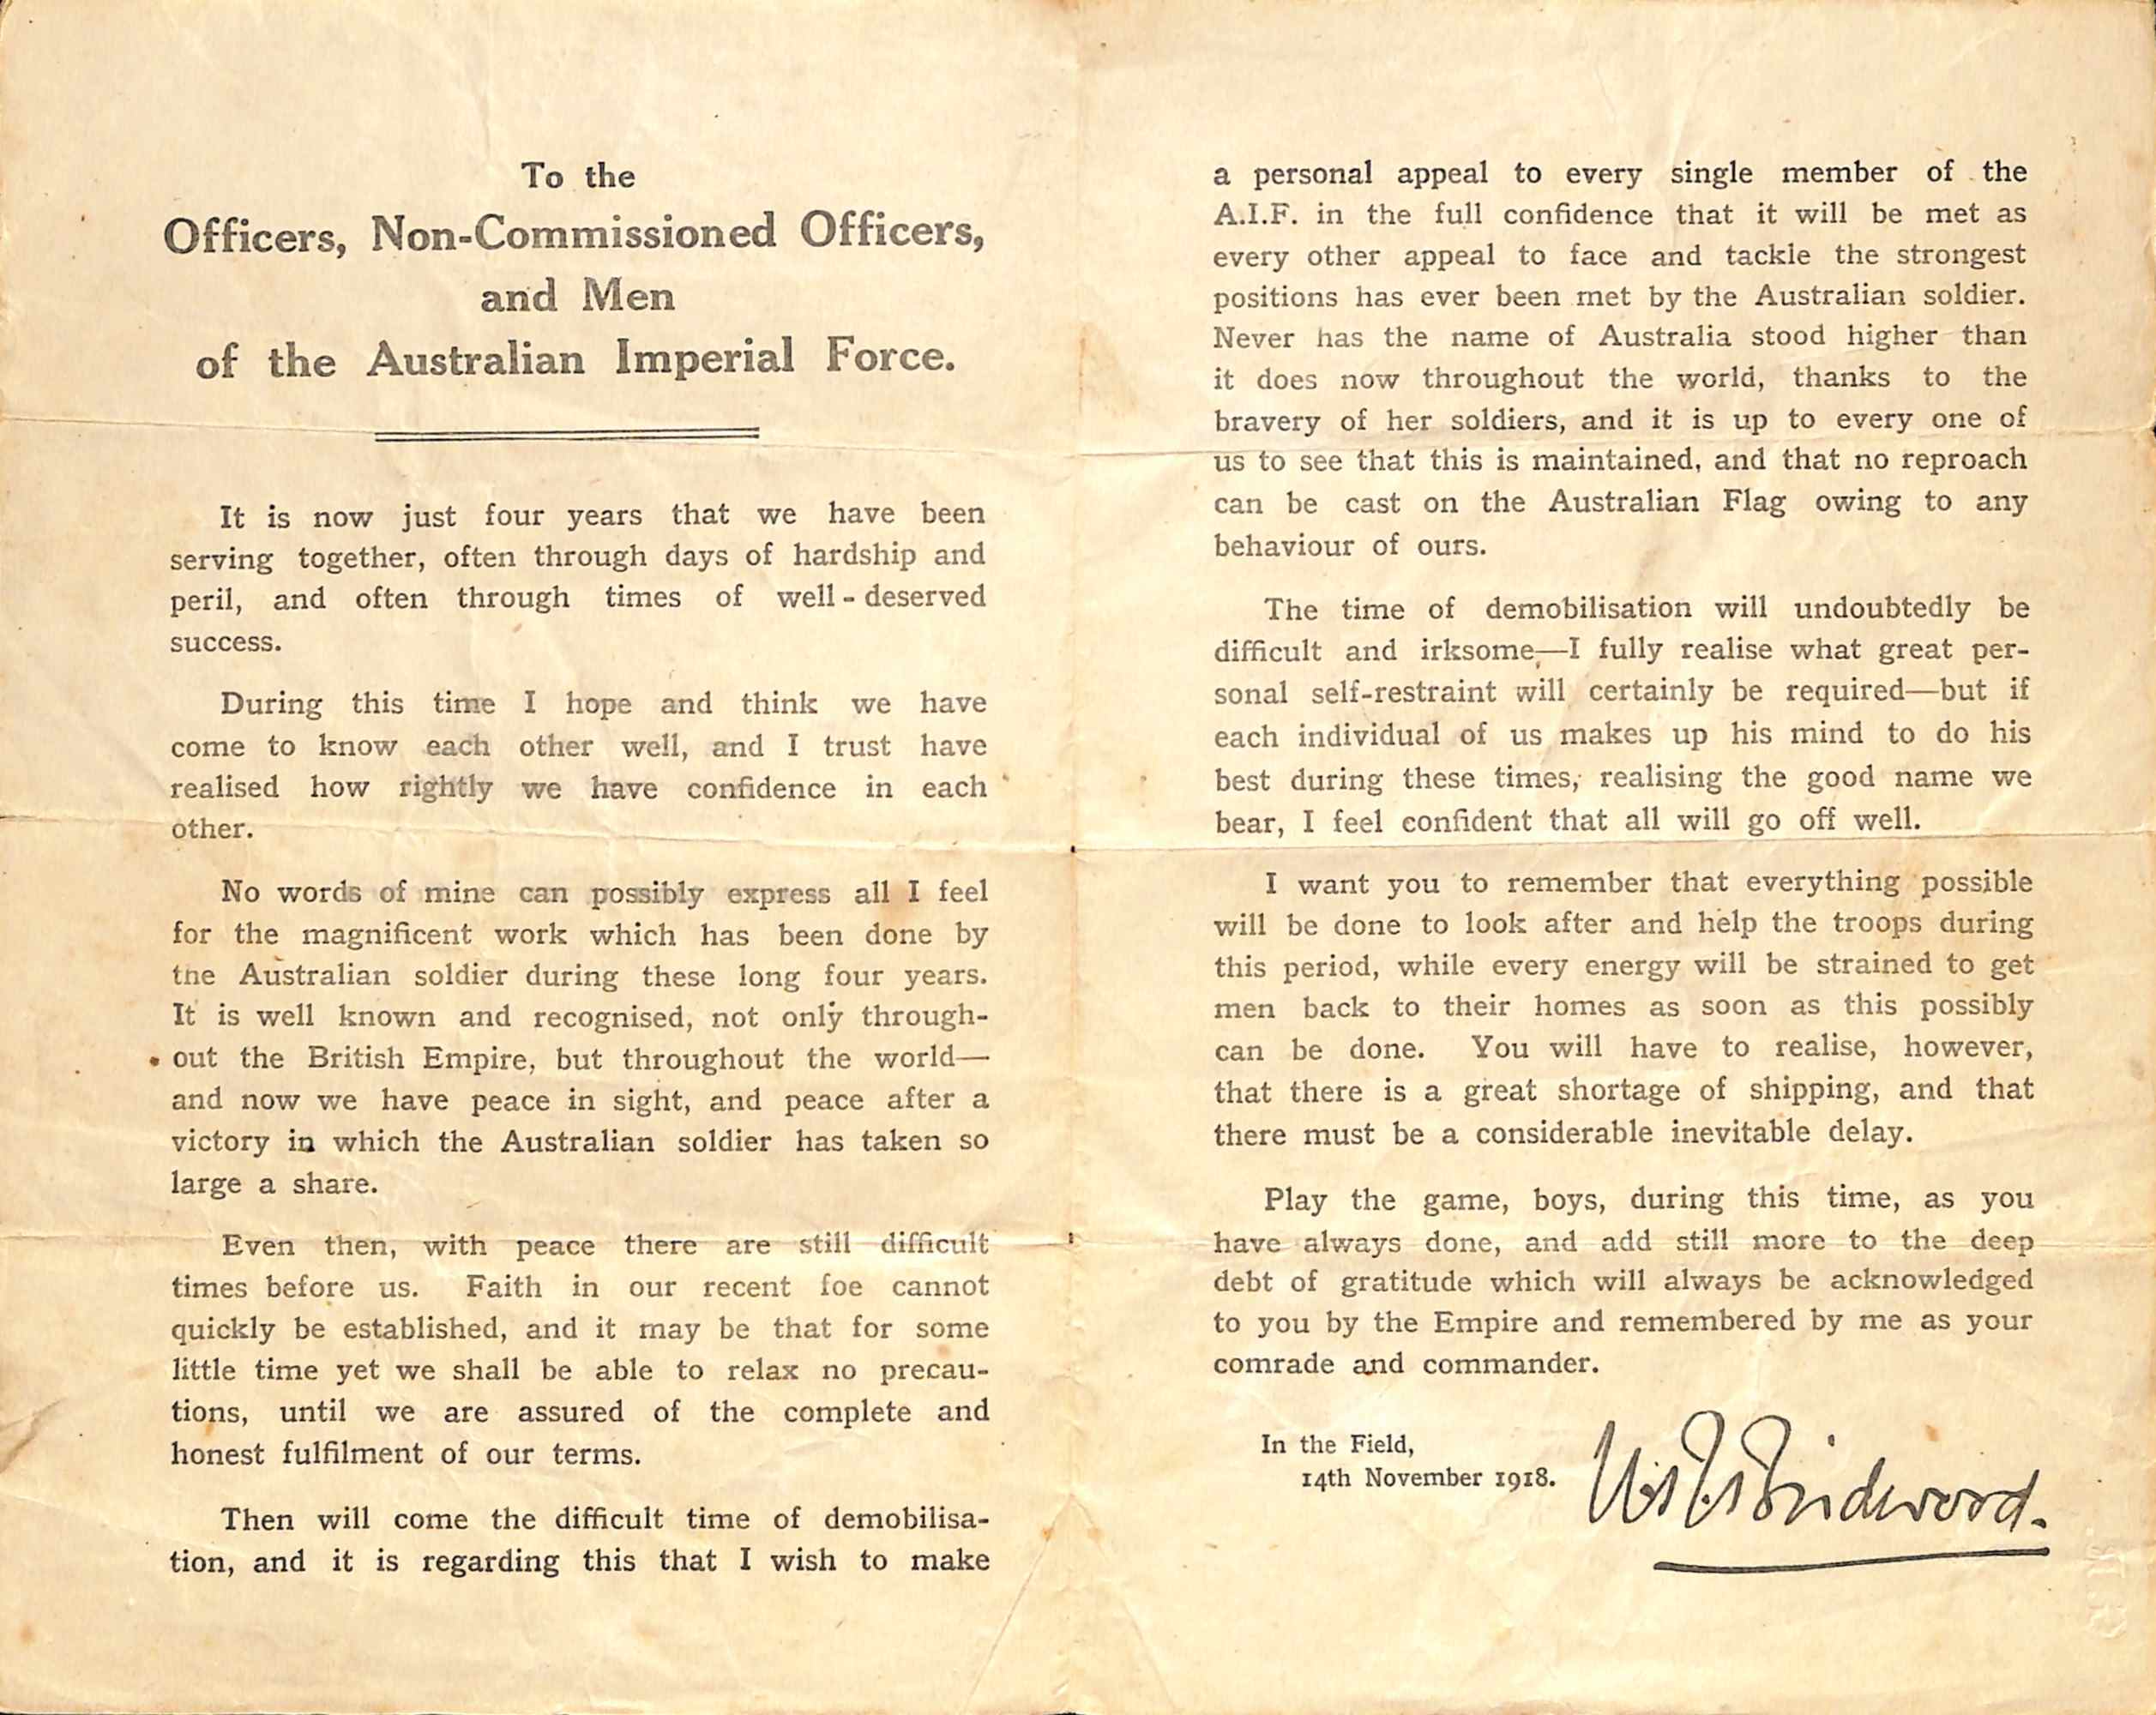 To the
Officers, Non-Commissioned Officers,
and Men
of the Australian Imperial Force.
It is now just four years that we have been
serving together, often through days of hardship and
peril, and often through times of well-deserved
success.
During this time I hope and think we have
come to know each other well, and I trust have
realised how rightly we have confidence in each
other.
No words of mine can possibly express all I feel
for the magnificent work which has been done by
the Australian soldier during these long four years.
It is well known and recognised, not only through-
out the British Empire, but throughout the world—
and now we have peace in sight, and peace after a
victory in which the Australian soldier has taken so
large a share.
Even then, with peace there are still difficult
times before us. Faith in our recent foe cannot
quickly be established, and it may be that for some
little time yet we shall be able to relax no precau-
tions, until we are assured of the complete and
honest fulfilment of our terms.
Then will come the difficult time of demobilisa-
tion, and it is regarding this that I wish to make
a personal appeal to every single member of the
A.I.F. in the full confidence that it will be met as
every other appeal to face and tackle the strongest
positions has ever been met by the Australian soldier.
Never has the name of Australia stood higher than
it does now throughout the world, thanks to the
bravery of her soldiers, and it is up to every one of
us to see that this is maintained, and that no reproach
can be cast on the Australian Flag owing to any
behaviour of ours.
The time of demobilisation will undoubtedly be
difficult and irksome,—I fully realise what great per-
sonal self-restraint will certainly be required—but if
each individual of us makes up his mind to do his
best during these times, realising the good name we
bear, I feel confident that all will go off well.
I want you to remember that everything possible
will be done to look after and help the troops during
this period, while every energy will be strained to get
men back to their homes as soon as this possibly
can be done. You will have to realise, however,
that there is a great shortage of shipping, and that
there must be a considerable inevitable delay.
Play the game, boys, during this time, as you
have always done, and add still more to the deep
debt of gratitude which will always be acknowledged
to you by the Empire and remembered by me as your
comrade and commander.
In the Field,
14th November 1918.
Birdwood.